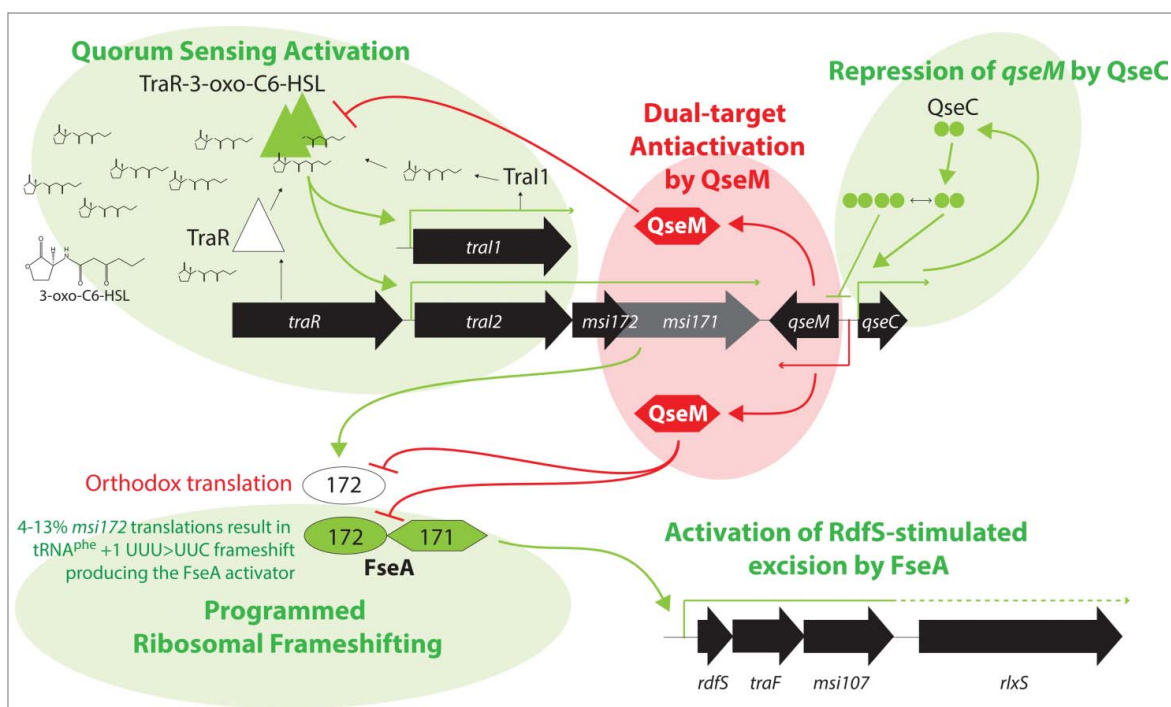 Quorum Sensing Activation
TraR-3-oxo-C6-HSL
TraI1
TraR
3-oxo-C6-HSL
traI1
traR
traI2
msi172
msi171
qseM
qseC
Dual-target
Antiactivation
by QseM
QseM
QseM
Repression of qseM by QseC
QseC
Orthodox translation
172
4-13% msi172 translations result in
tRNAphe +1 UUU>UUC frameshift
producing the FseA activator
172
171
FseA
Programmed
Ribosomal Frameshifting
Activation of RdfS-stimulated
excision by FseA
rdfS
traF
msi107
rlxS